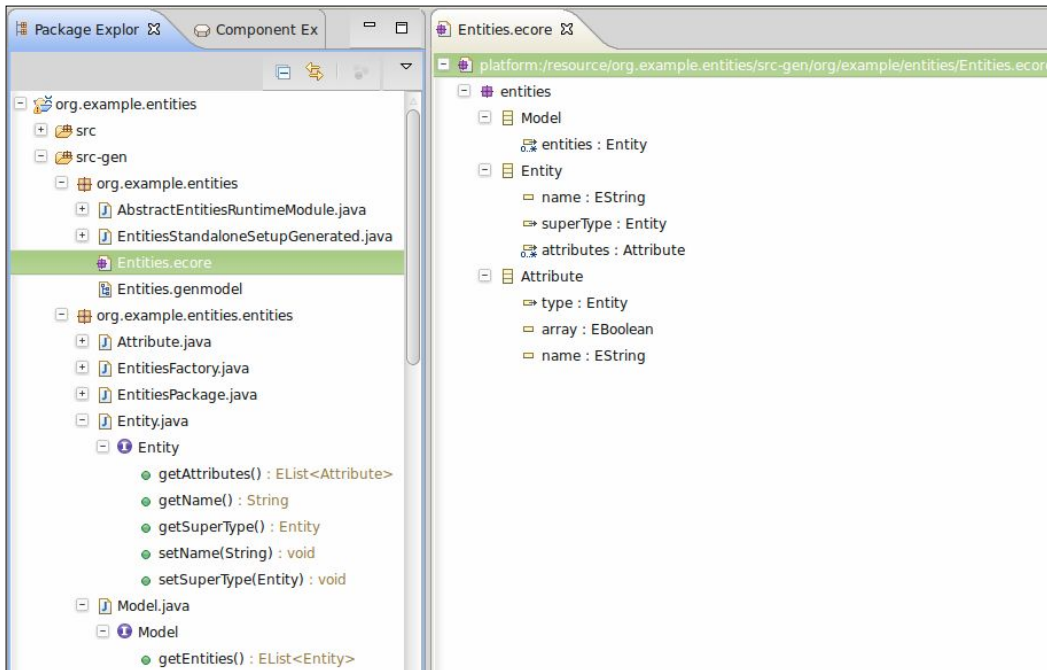 Package Explor
Component Ex
org.example.entities
src
src-gen
org.example.entities
AbstractEntitiesRuntimeModule.java
EntitiesStandaloneSetupGenerated.java
Entities.ecore
Entities.genmodel
org.example.entities.entities
Attribute.java
EntitiesFactory.java
EntitiesPackage.java
Entity.java
Entity
getAttributes() : EList<Attribute>
getName() : String
getSuperType() : Entity
setName(String) : void
setSuperType(Entity) : void
Model.java
Model
getEntities() : EList<Entity>
Entities.ecore
platform:/resource/org.example.entities/src-gen/org/example/entities/Entities.ecore
entities
Model
entities : Entity
Entity
name : EString
superType : Entity
attributes : Attribute
Attribute
type : Entity
array : EBoolean
name : EString